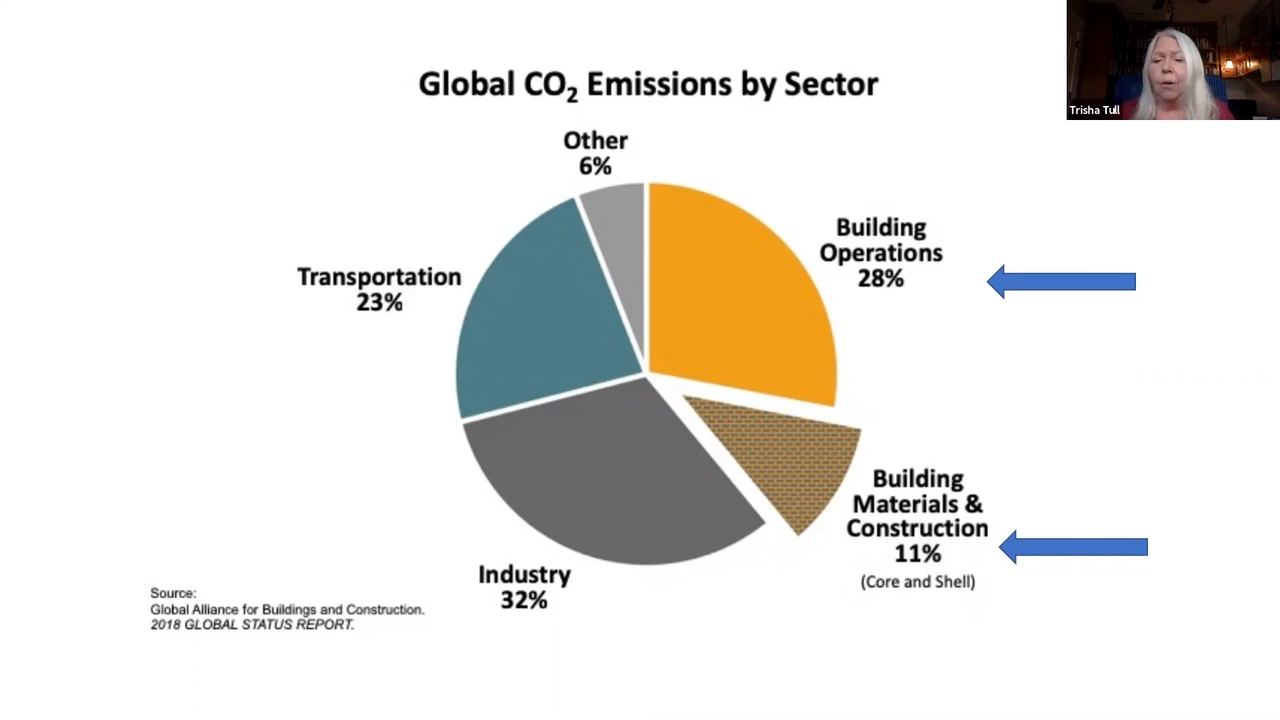 Trisha Tull
Global CO₂ Emissions by Sector
Other
6%
Building
Operations
28%
Transportation
23%
Building
Materials &
Construction
11%
(Core and Shell)
Industry
32%
Source:
Global Alliance for Buildings and Construction.
2018 GLOBAL STATUS REPORT.